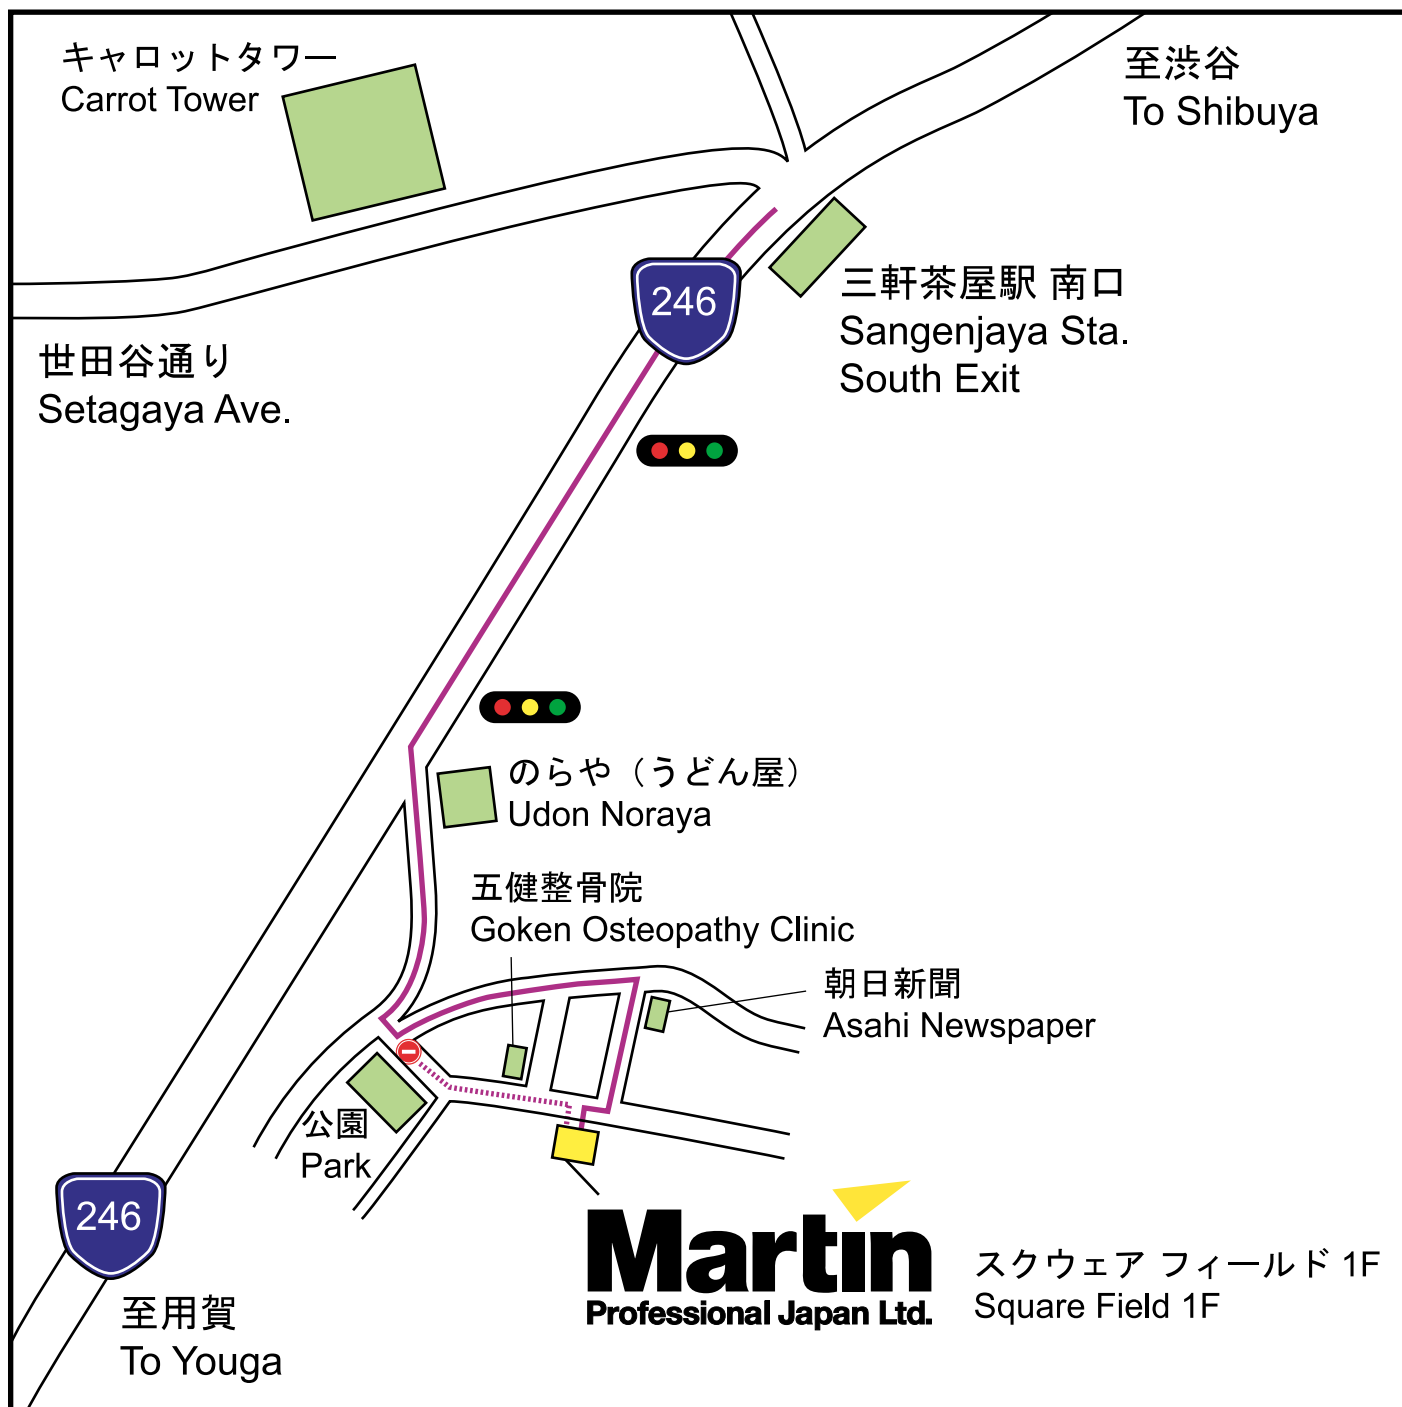 キャロットタワー
Carrot Tower
至渋谷
To Shibuya
246
三軒茶屋駅 南口
Sangenjaya Sta.
South Exit
世田谷通り
Setagaya Ave.
のらや（うどん屋）
Udon Noraya
五健整骨院
Goken Osteopathy Clinic
朝日新聞
Asahi Newspaper
公園
Park
246
至用賀
To Youga
Martin
Professional Japan Ltd.
スクウェア フィールド 1F
Square Field 1F